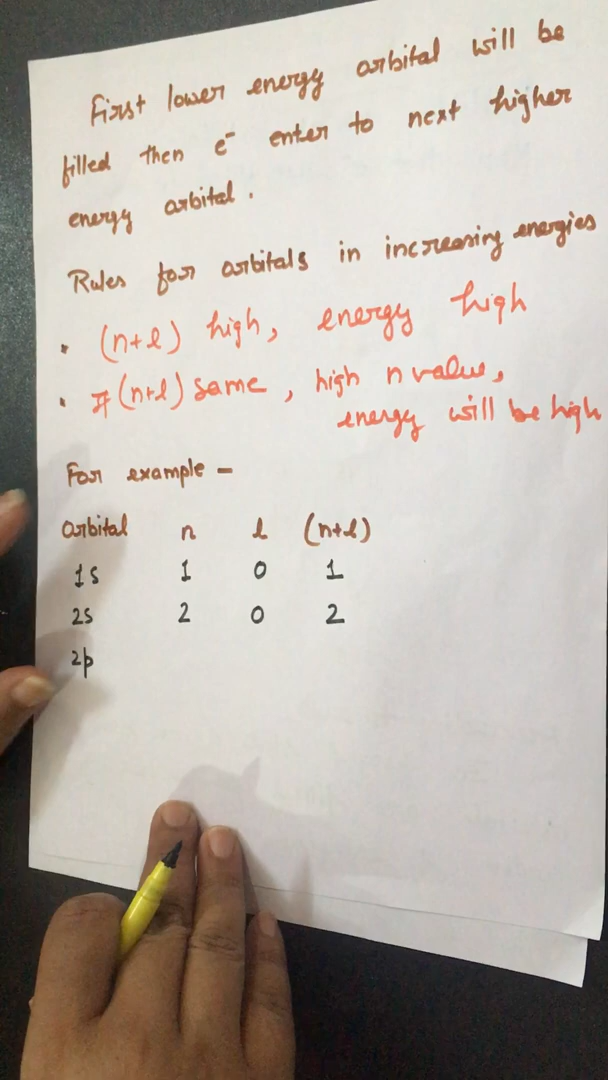 First lower energy orbital will be
filled then e⁻ enter to next higher
energy orbital.
Rules for orbitals in increasing energies
• (n+l) high, energy high
• If (n+l) same, high n value,
energy will be high
For example –
orbital n l (n+l)
1s 1 0 1
2s 2 0 2
2p